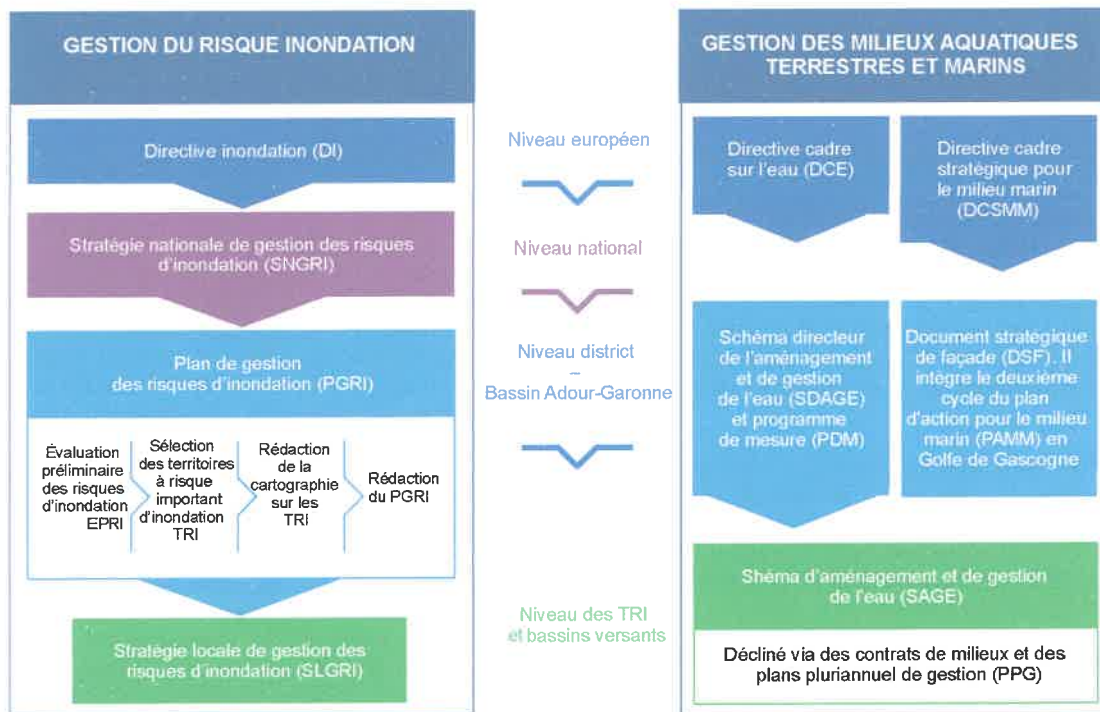 GESTION DU RISQUE INONDATION
Directive inondation (DI)
Stratégie nationale de gestion des risques
d'inondation (SNGRI)
Plan de gestion
des risques d'inondation (PGRI)
Évaluation
préliminaire
des risques
d'inondation
EPRI
Sélection
des territoires
à risque
important
d'inondation
TRI
Rédaction
de la
cartographie
sur les
TRI
Rédaction
du PGRI
Stratégie locale de gestion des
risques d'inondation (SLGRI)
Niveau européen
Niveau national
Niveau district
–
Bassin Adour-Garonne
Niveau des TRI
et bassins versants
GESTION DES MILIEUX AQUATIQUES
TERRESTRES ET MARINS
Directive cadre
sur l'eau (DCE)
Directive cadre
stratégique pour
le milieu marin
(DCSMM)
Schéma directeur
de l'aménagement
et de gestion
de l'eau (SDAGE)
et programme
de mesure (PDM)
Document stratégique
de façade (DSF). Il
intègre le deuxième
cycle du plan
d'action pour le milieu
marin (PAMM) en
Golfe de Gascogne
Shéma d'aménagement et de gestion
de l'eau (SAGE)
Décliné via des contrats de milieux et des
plans pluriannuel de gestion (PPG)